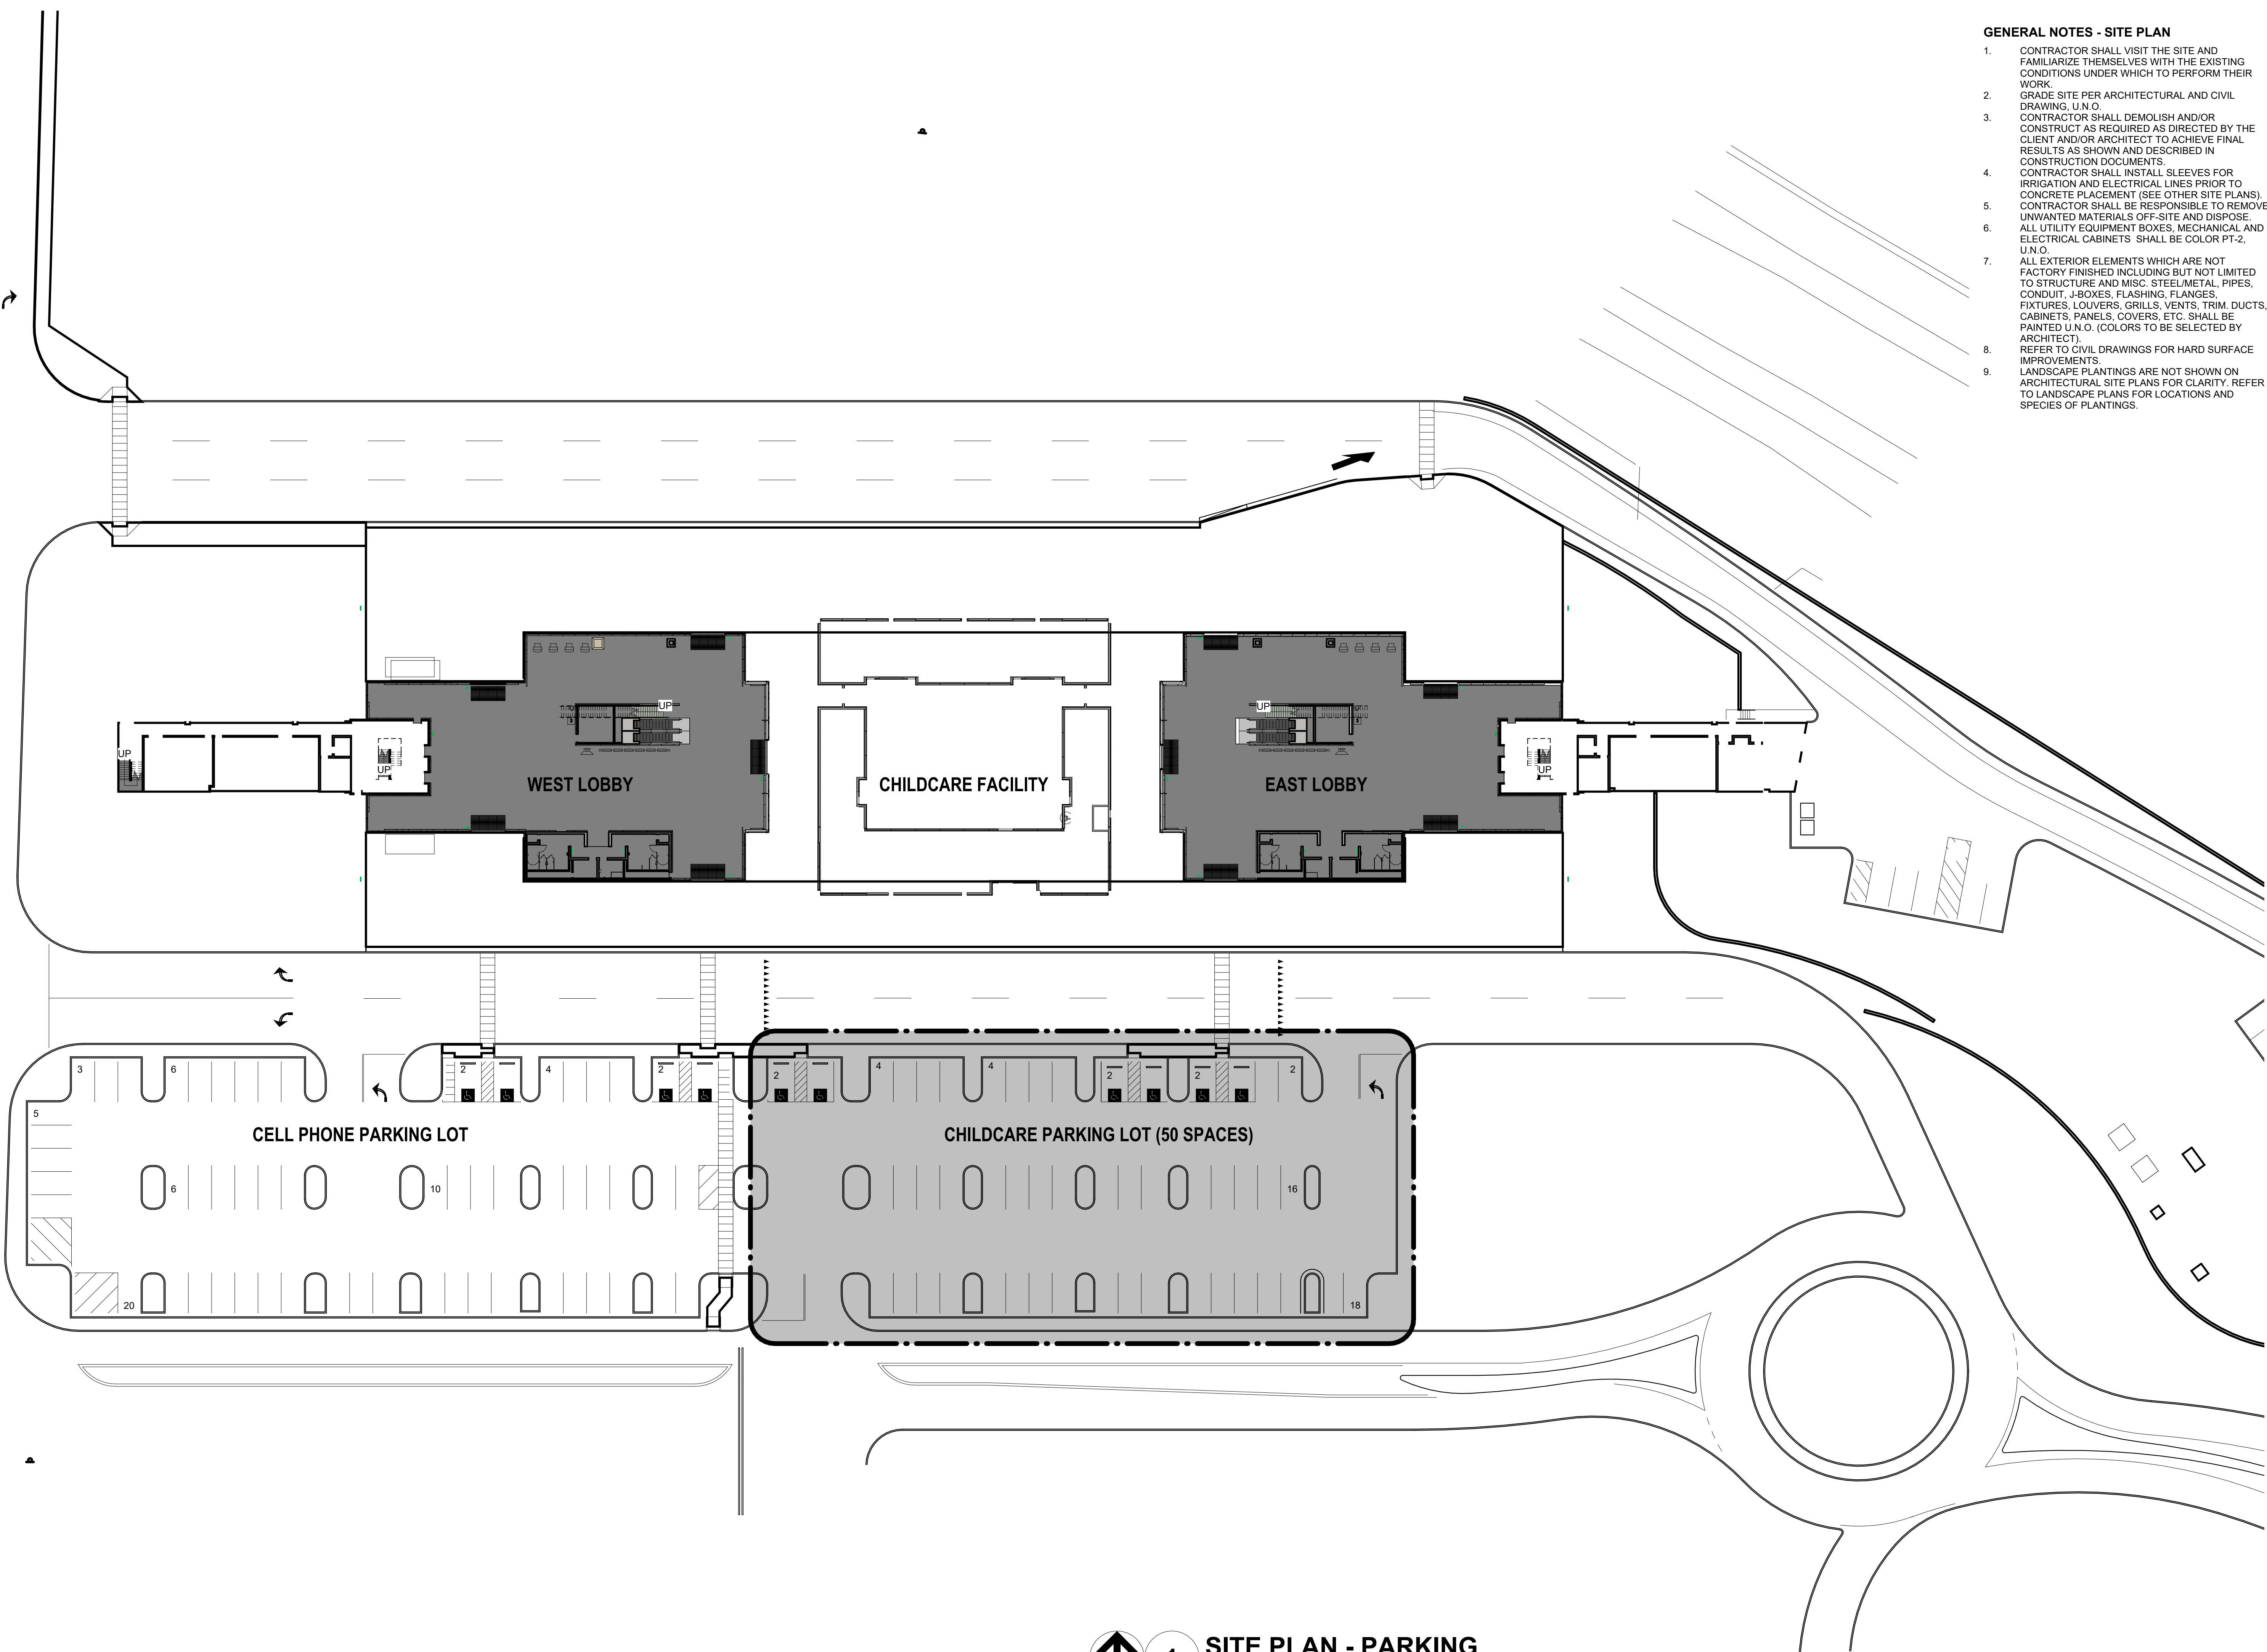 GENERAL NOTES - SITE PLAN
1. CONTRACTOR SHALL VISIT THE SITE AND
FAMILIARIZE THEMSELVES WITH THE EXISTING
CONDITIONS UNDER WHICH TO PERFORM THEIR
WORK.
2. GRADE SITE PER ARCHITECTURAL AND CIVIL
DRAWING, U.N.O.
3. CONTRACTOR SHALL DEMOLISH AND/OR
CONSTRUCT AS REQUIRED AS DIRECTED BY THE
CLIENT AND/OR ARCHITECT TO ACHIEVE FINAL
RESULTS AS SHOWN AND DESCRIBED IN
CONSTRUCTION DOCUMENTS.
4. CONTRACTOR SHALL INSTALL SLEEVES FOR
IRRIGATION AND ELECTRICAL LINES PRIOR TO
CONCRETE PLACEMENT (SEE OTHER SITE PLANS).
5. CONTRACTOR SHALL BE RESPONSIBLE TO REMOVE
UNWANTED MATERIALS OFF-SITE AND DISPOSE.
6. ALL UTILITY EQUIPMENT BOXES, MECHANICAL AND
ELECTRICAL CABINETS SHALL BE COLOR PT-2,
U.N.O.
7. ALL EXTERIOR ELEMENTS WHICH ARE NOT
FACTORY FINISHED INCLUDING BUT NOT LIMITED
TO STRUCTURE AND MISC. STEEL/METAL, PIPES,
CONDUIT, J-BOXES, FLASHING, FLANGES,
FIXTURES, LOUVERS, GRILLS, VENTS, TRIM. DUCTS,
CABINETS, PANELS, COVERS, ETC. SHALL BE
PAINTED U.N.O. (COLORS TO BE SELECTED BY
ARCHITECT).
8. REFER TO CIVIL DRAWINGS FOR HARD SURFACE
IMPROVEMENTS.
9. LANDSCAPE PLANTINGS ARE NOT SHOWN ON
ARCHITECTURAL SITE PLANS FOR CLARITY. REFER
TO LANDSCAPE PLANS FOR LOCATIONS AND
SPECIES OF PLANTINGS.
UP UP
UP UP UP
WEST LOBBY CHILDCARE FACILITY EAST LOBBY
3 6 2 4 2 2 4 4 2 2 2
5
CELL PHONE PARKING LOT CHILDCARE PARKING LOT (50 SPACES)
6 10 16
20 18
SITE PLAN - PARKING